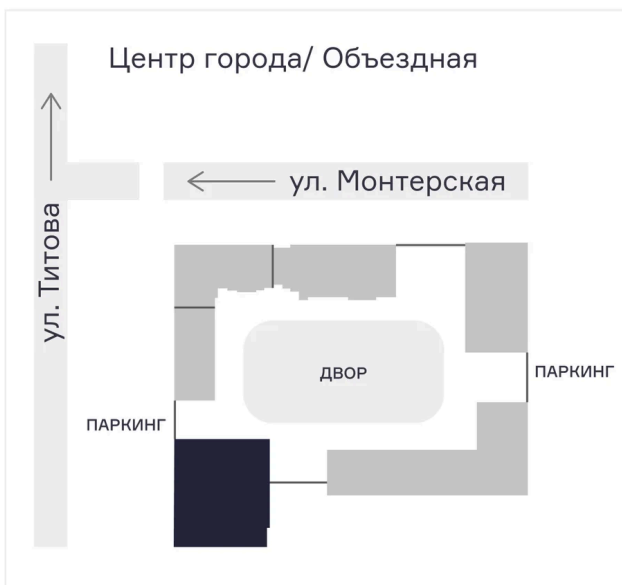 Центр города/ Объездная
ул. Монтерская
ул. Титова
ДВОР
ПАРКИНГ
ПАРКИНГ